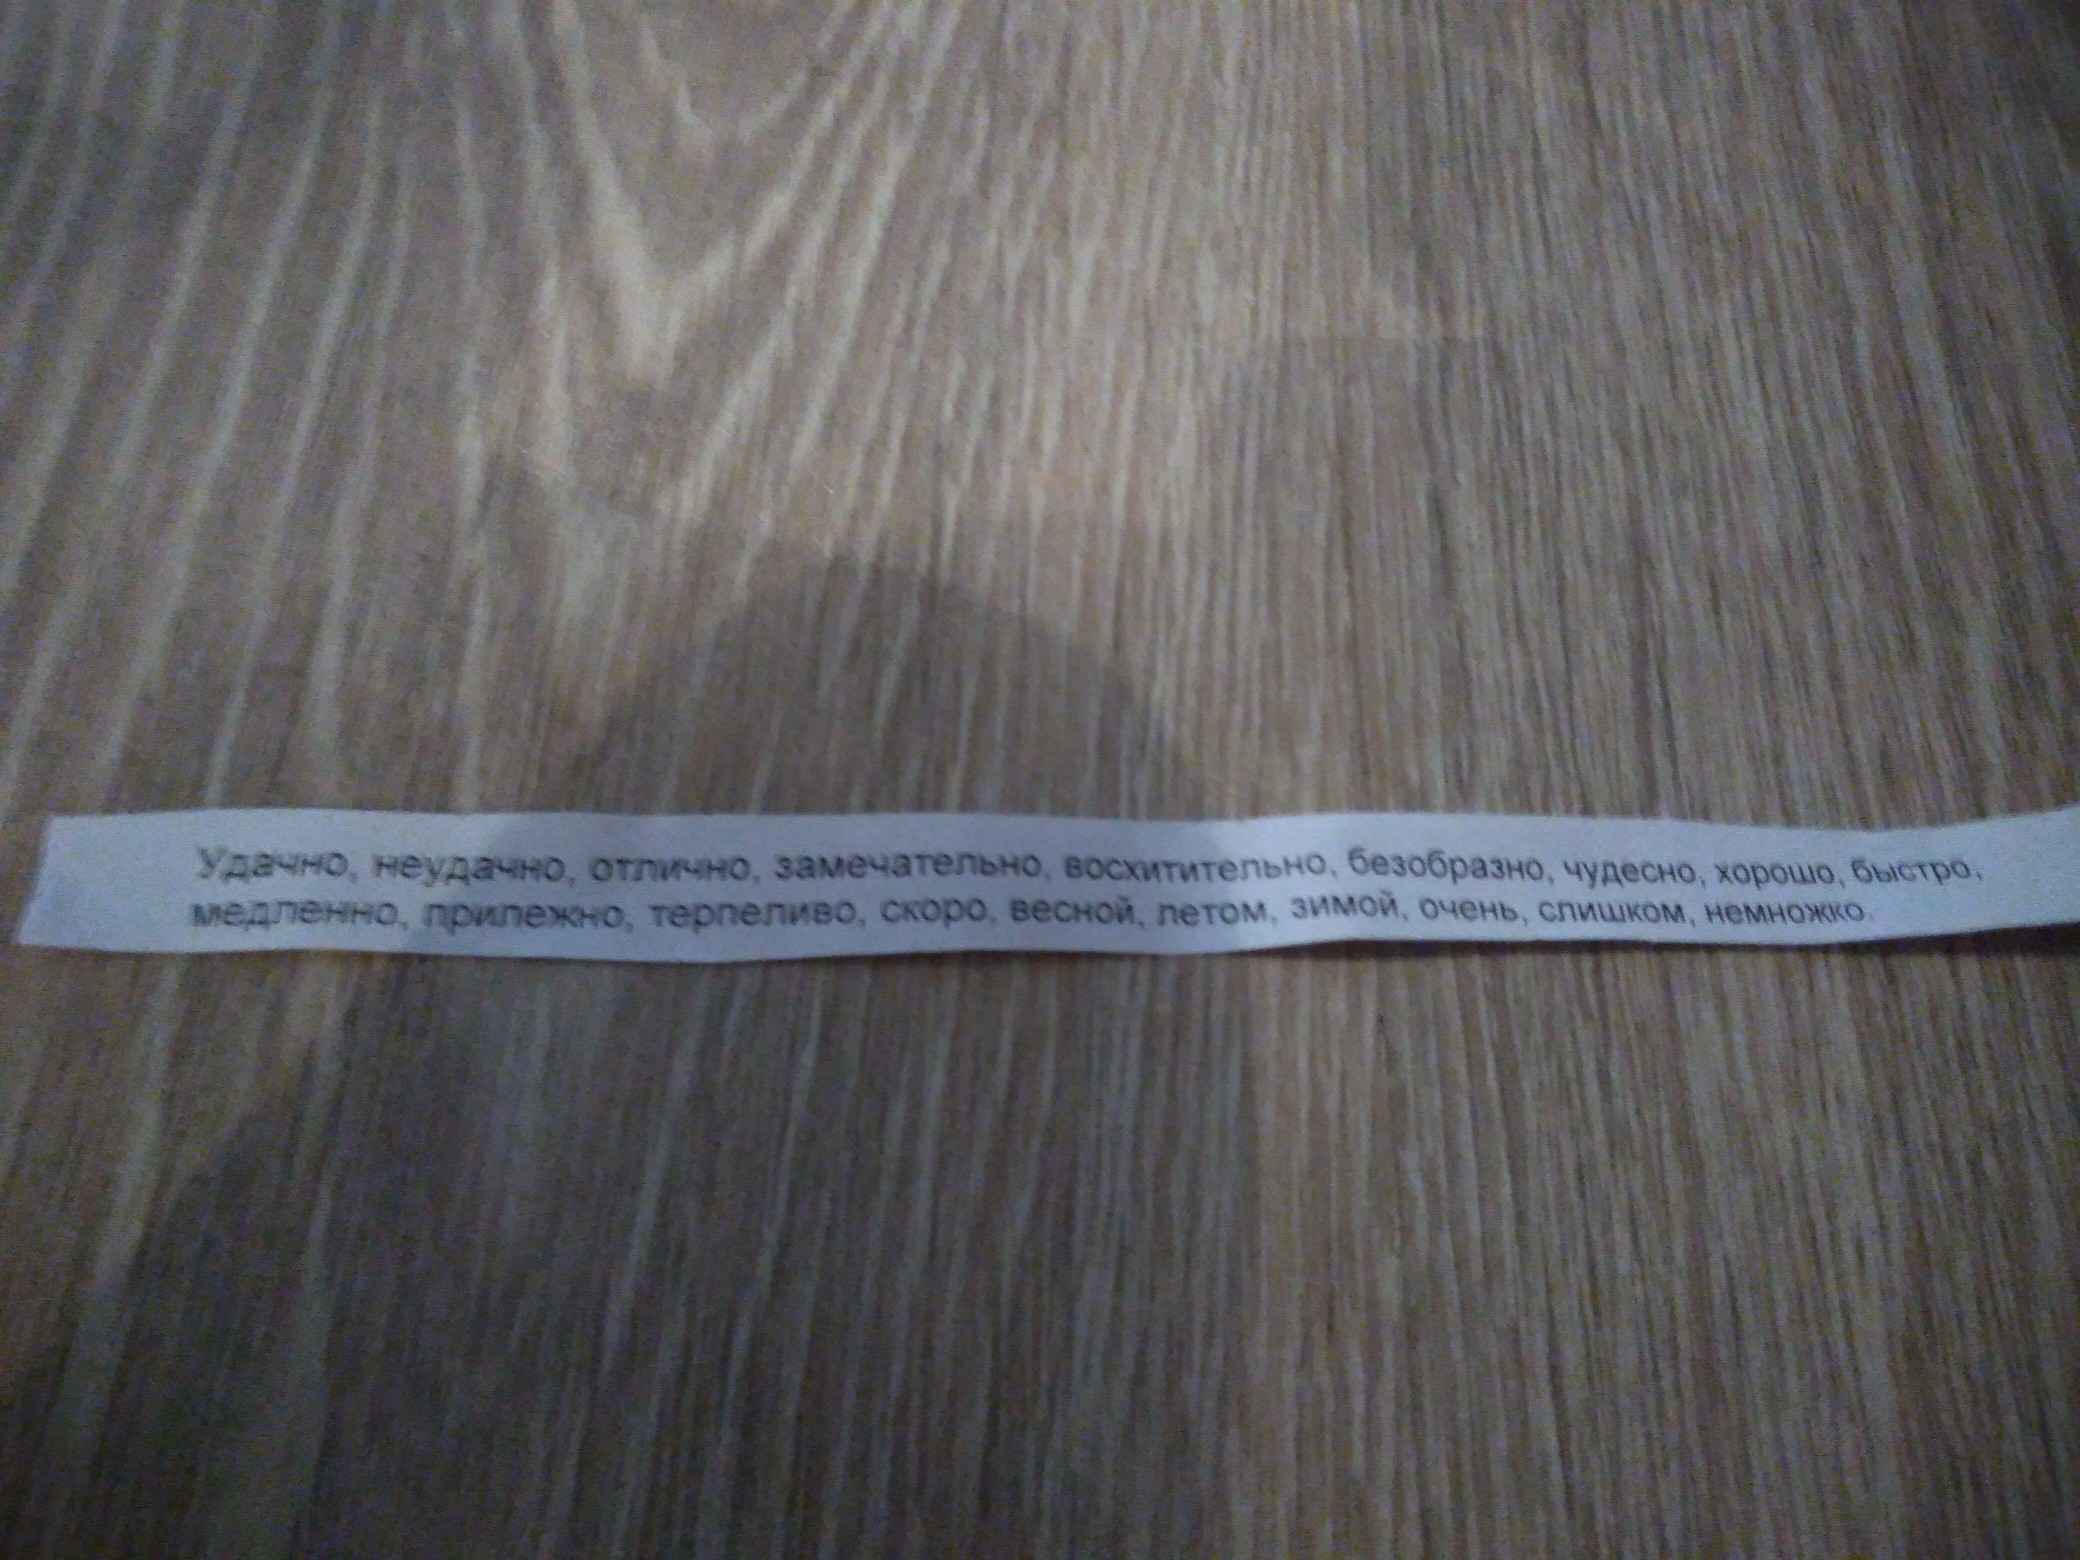 Удачно, неудачно, отлично, замечательно, восхитительно, безобразно, чудесно, хорошо, быстро,
медленно, прилежно, терпеливо, скоро, весной, летом, зимой, очень, слишком, немножко.